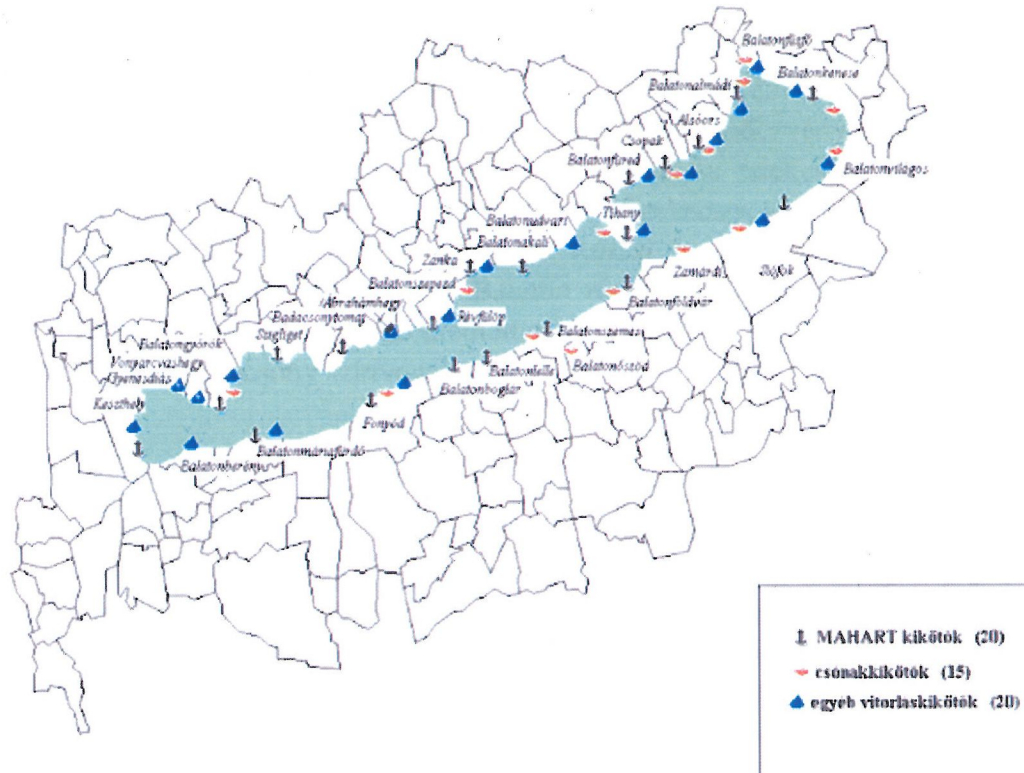 Balatonfűzfő
Balatonkenese
Balatonalmádi
Alsóörs
Csopak
Balatonfüred
Balatonvilágos
Tihany
Balatonudvari
Balatonakali
Zánka
Balatonszepezd
Zamárdi
Siófok
Balatonföldvár
Ábrahámhegy
Badacsonytomaj
Révfülöp
Szigliget
Balatonszemes
Balatongyörök
Balatonőszöd
Vonyarcvashegy
Balatonlelle
Gyenesdiás
Balatonboglár
Keszthely
Fonyód
Balatonmáriafürdő
Balatonberény
MAHART kikötők (20)
csónakkikötők (15)
egyéb vitorláskikötők (20)